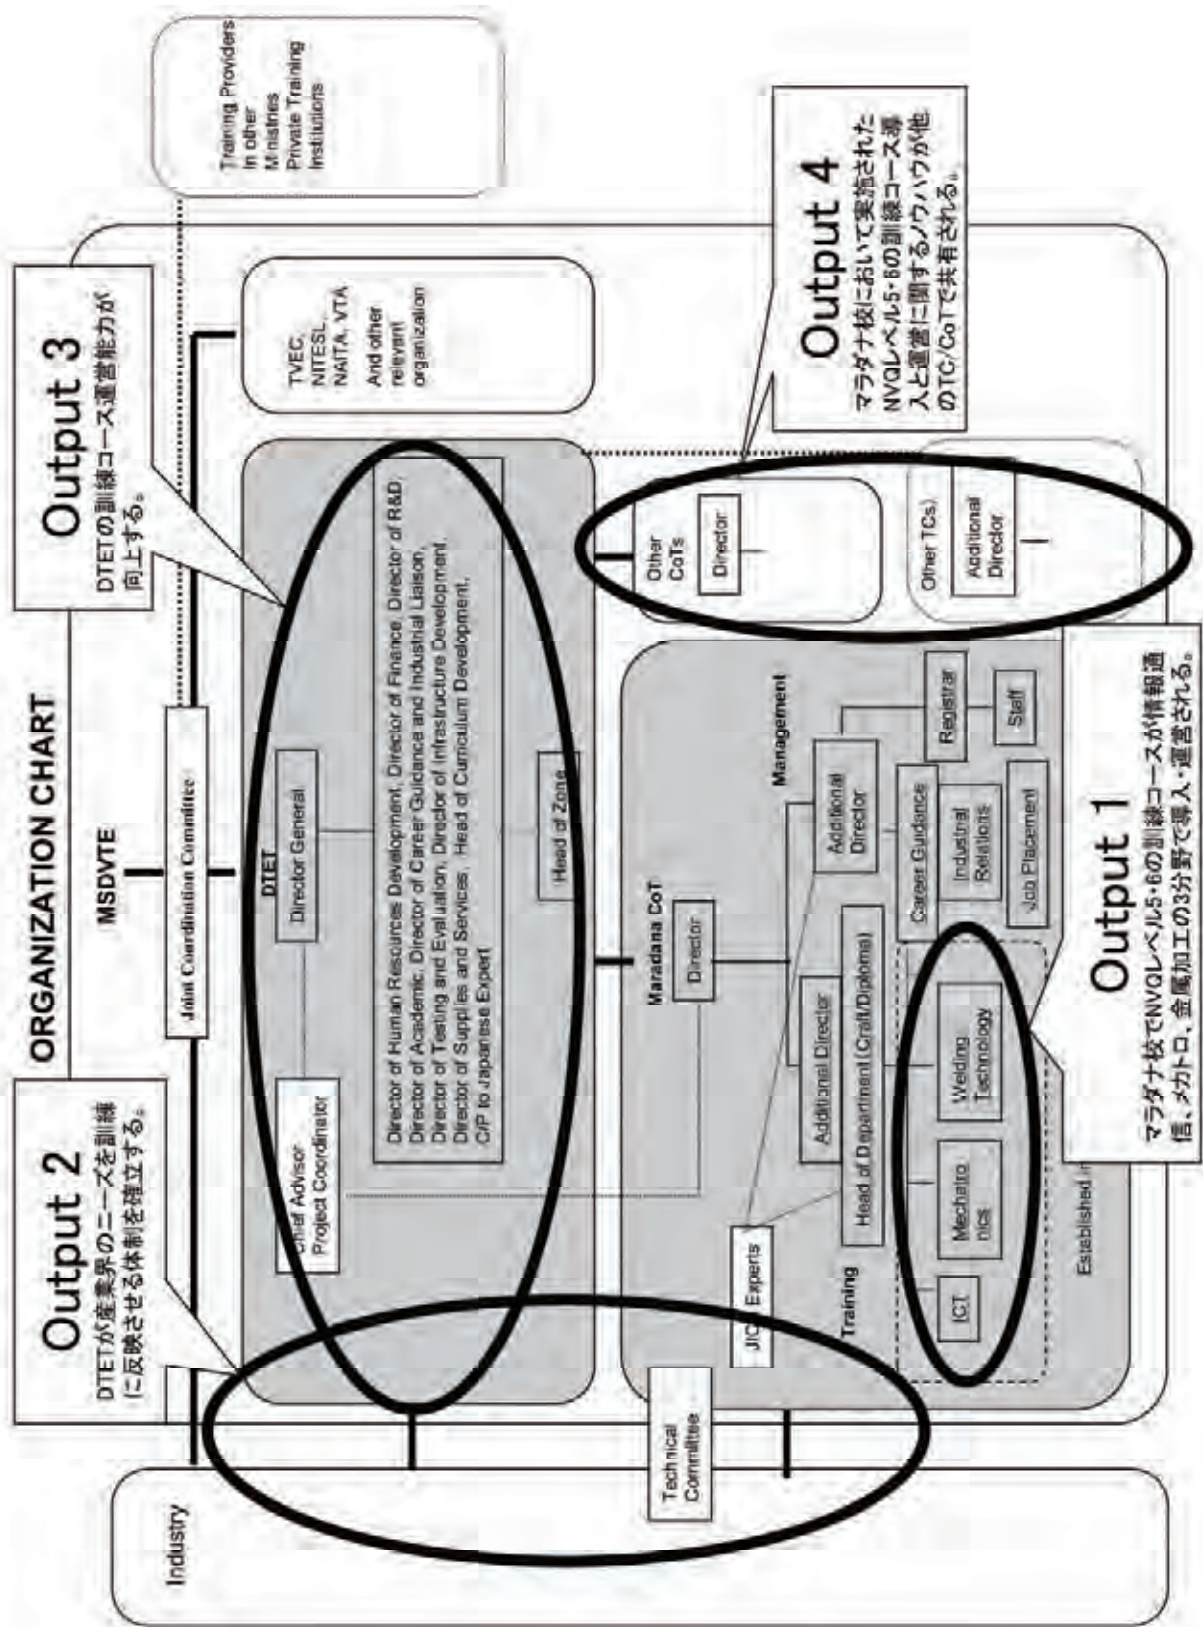 ORGANIZATION CHART
MSDVTE
Joint Coordination Committee
Output 2
DTETが産業界のニーズを訓練
に反映させる体制を確立する。
Output 3
DTETの訓練コース運営能力が
向上する。
Training Providers
In other
Ministries
Private Training
Institutions
Industry
DTET
Director General
Chief Advisor
Project Coordinator
Director of Human Resources Development, Director of Finance, Director of R&D,
Director of Academic, Director of Career Guidance and Industrial Liaison,
Director of Testing and Evaluation, Director of Infrastructure Development,
Director of Supplies and Services, Head of Curriculum Development,
C/P to Japanese Expert
Head of Zone
TVEC,
NITESL,
NAITA, VTA
And other
relevant
organization
Technical
Committee
Maradana CoT
Director
JICA Experts
Training
Management
Additional Director
Additional
Director
Head of Department (Craft/Diploma)
Career Guidance
Registrar
ICT
Mechatro
nics
Welding
Technology
Industrial
Relations
Staff
Job Placement
Established in
Other
CoTs
Director
Other TCs)
Additional
Director
Output 4
マラダナ校において実施された
NVQLレベル5・6の訓練コース導
入と運営に関するノウハウが他
のTC/CoTで共有される。
Output 1
マラダナ校でNVQLレベル5・6の訓練コースが情報通
信、メカトロ、金属加工の3分野で導入・運営される。